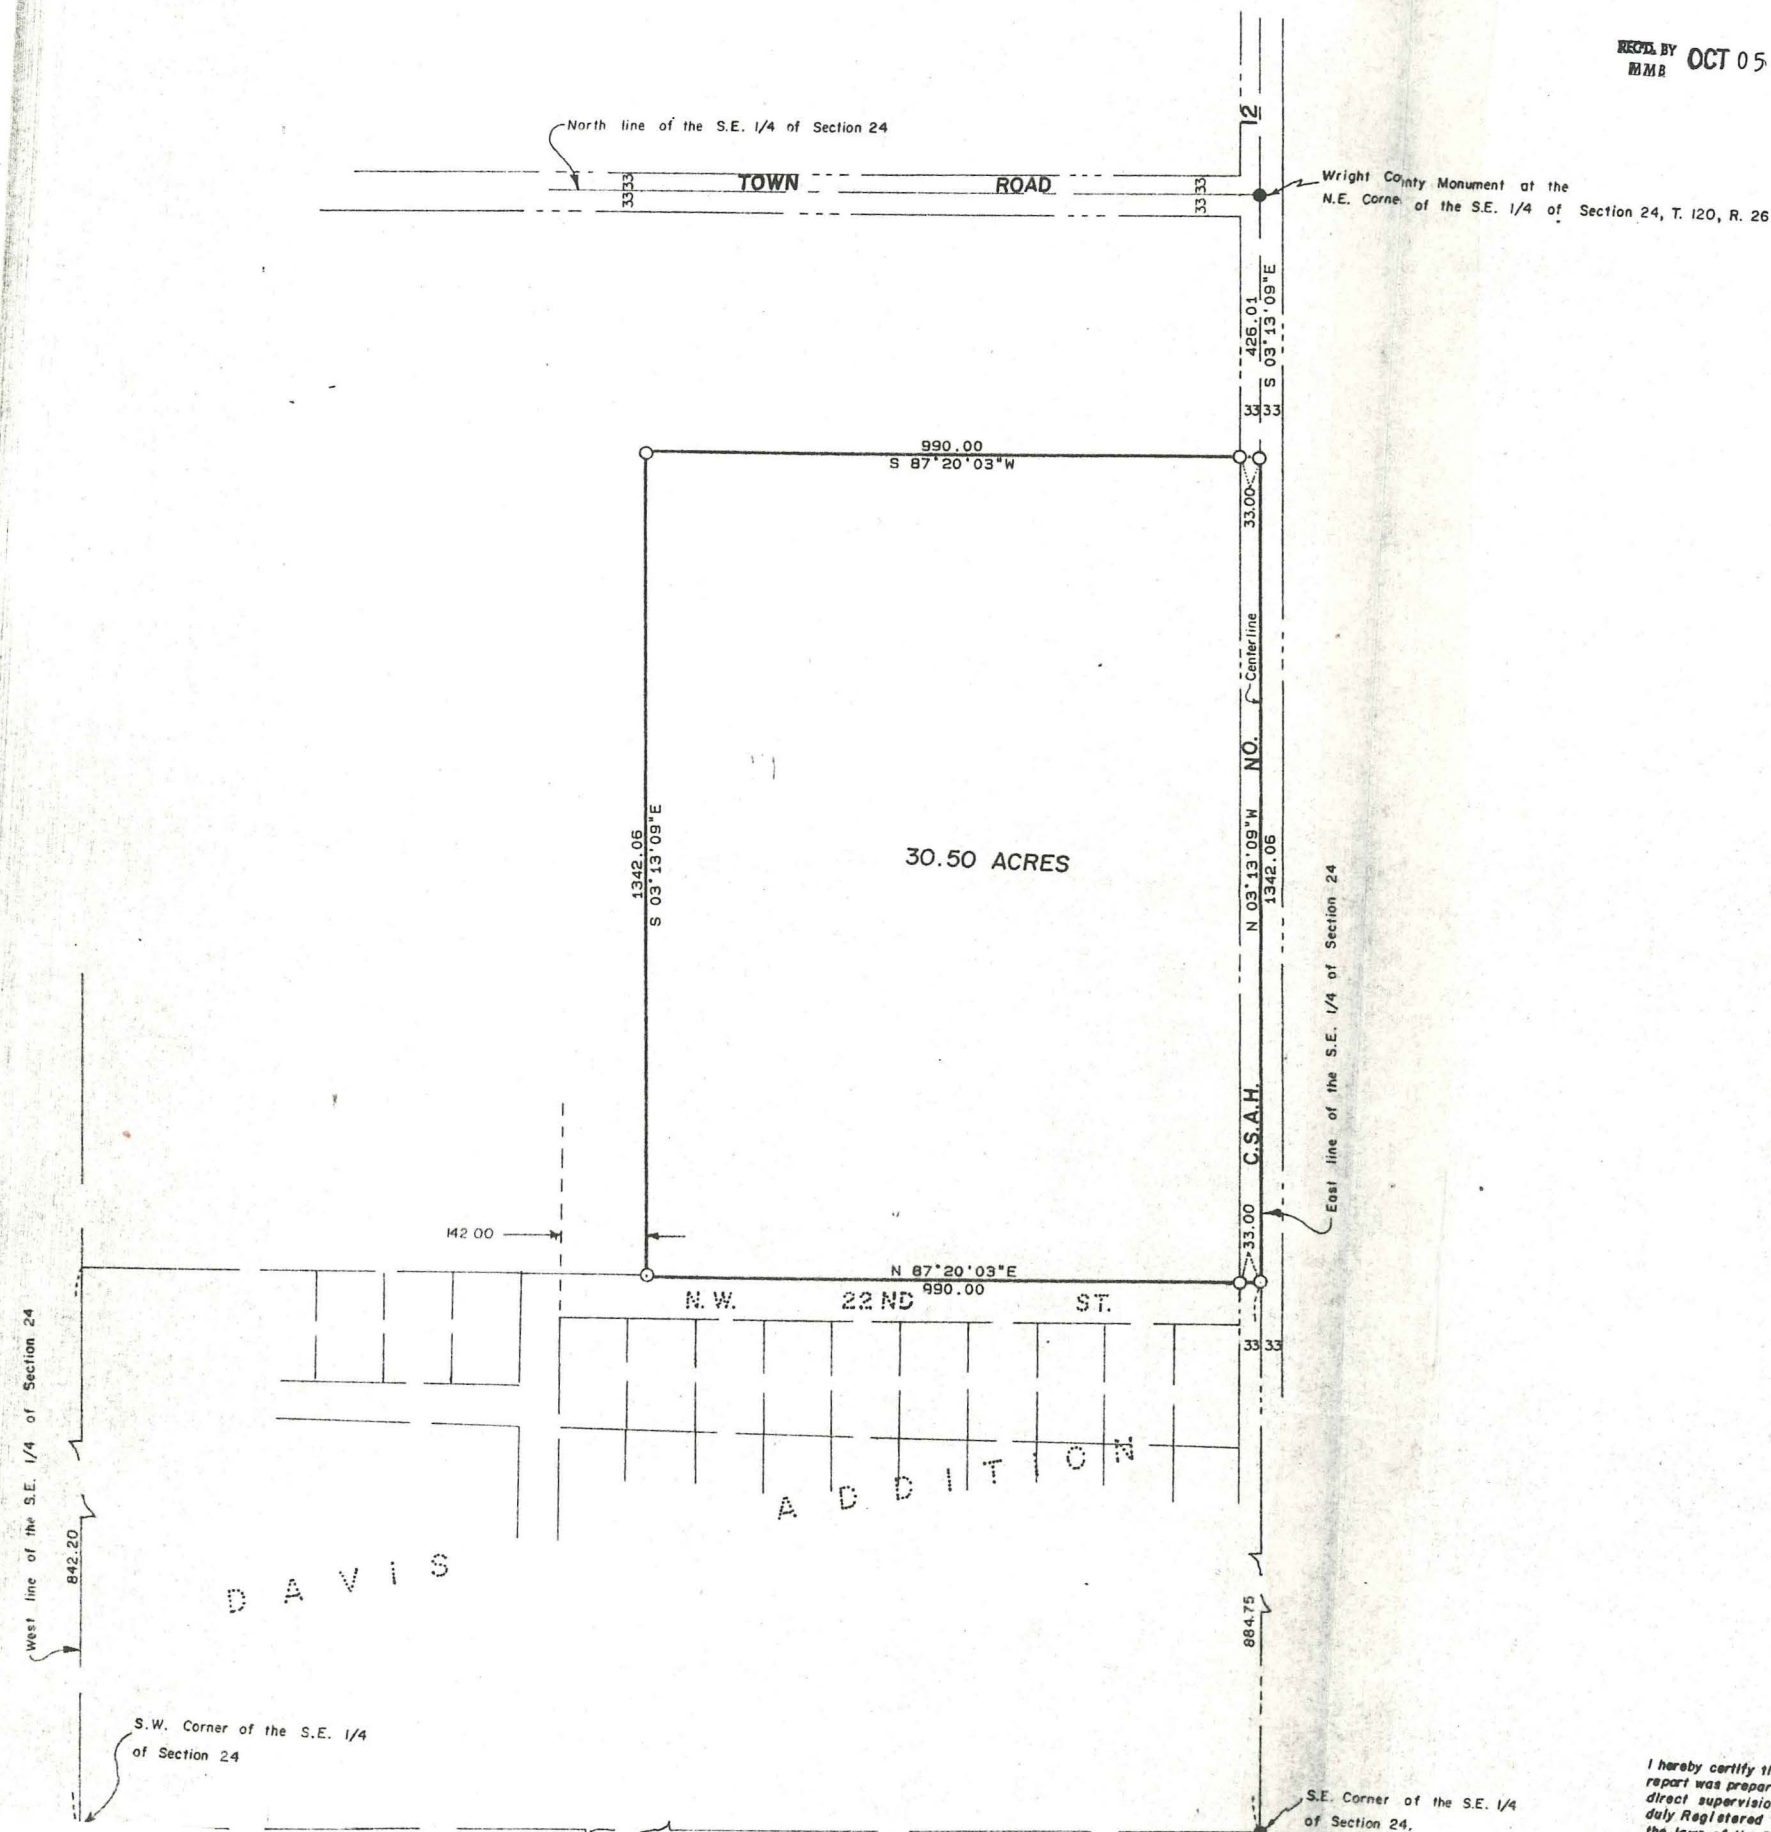 REC'D. BY OCT 05
MMB
12
North line of the S.E. 1/4 of Section 24
TOWN ROAD
33 33
33 33
Wright County Monument at the
N.E. Corner of the S.E. 1/4 of Section 24, T. 120, R. 26
426.01
S 03°13'09"E
33 33
990.00
S 87°20'03"W
33.00
Centerline
1342.06
S 03°13'09"E
30.50 ACRES
C.S.A.H. NO.
N 03°13'09"W
1342.06
East line of the S.E. 1/4 of Section 24
33.00
142.00
N 87°20'03"E
990.00
N.W. 22ND ST.
33 33
West line of the S.E. 1/4 of Section 24
842.20
DAVIS ADDITION
884.75
S.W. Corner of the S.E. 1/4
of Section 24
S.E. Corner of the S.E. 1/4
of Section 24,
I hereby certify th
report was prepar
direct supervisio
duly Registered